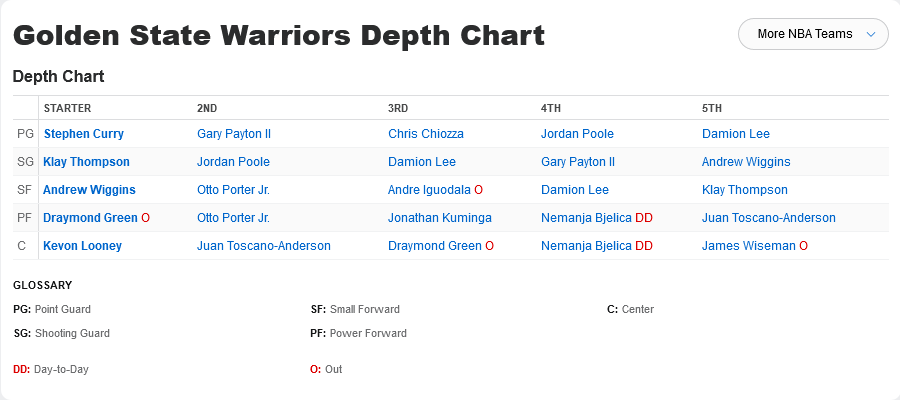 Golden State Warriors Depth Chart
More NBA Teams
Depth Chart
STARTER 2ND 3RD 4TH 5TH
PG Stephen Curry Gary Payton II Chris Chiozza Jordan Poole Damion Lee
SG Klay Thompson Jordan Poole Damion Lee Gary Payton II Andrew Wiggins
SF Andrew Wiggins Otto Porter Jr. Andre Iguodala O Damion Lee Klay Thompson
PF Draymond Green O Otto Porter Jr. Jonathan Kuminga Nemanja Bjelica DD Juan Toscano-Anderson
C Kevon Looney Juan Toscano-Anderson Draymond Green O Nemanja Bjelica DD James Wiseman O
GLOSSARY
PG: Point Guard SF: Small Forward C: Center
SG: Shooting Guard PF: Power Forward
DD: Day-to-Day O: Out